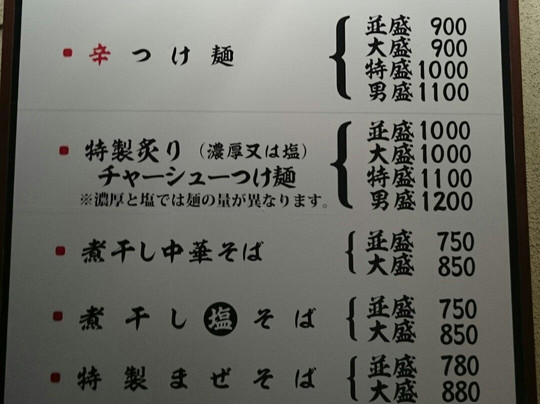 辛つけ麺
並盛 900
大盛 900
特盛 1000
男盛 1100
特製炙り（濃厚又は塩）
チャーシューつけ麺
※濃厚と塩では麺の量が異なります。
並盛 1000
大盛 1000
特盛 1100
男盛 1200
煮干し中華そば
並盛 750
大盛 850
煮干し塩そば
並盛 750
大盛 850
特製まぜそば
並盛 780
大盛 880